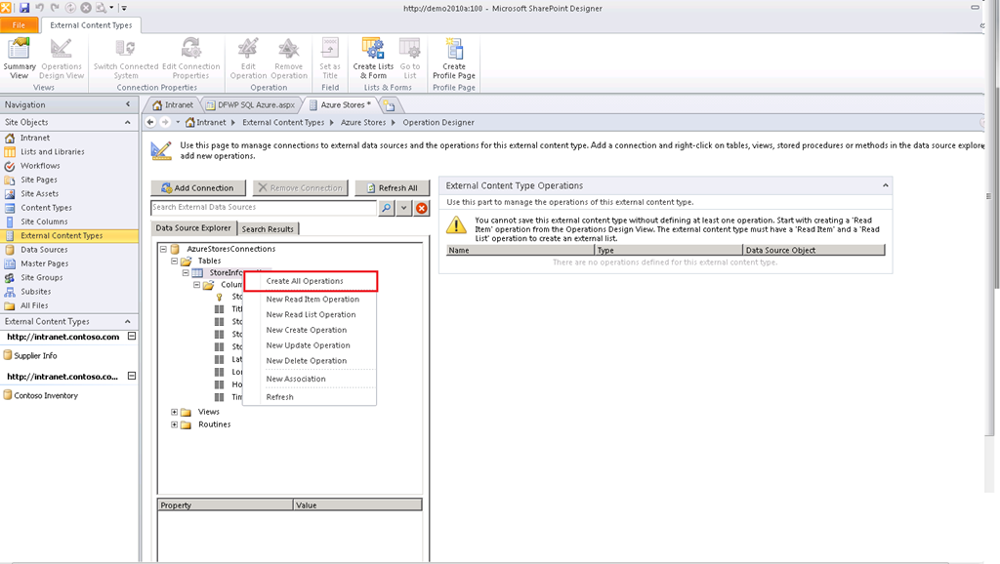 http://demo2010a:100 - Microsoft SharePoint Designer
File
External Content Types
Summary View
Operations Design View
Switch Connected System
Edit Connection Properties
Edit Operation
Remove Operation
Set as Title
Create Lists & Form
Go to List
Create Profile Page
Views
Connection Properties
Operation
Field
Lists & Forms
Profile Page
Navigation
Site Objects
Intranet
Lists and Libraries
Workflows
Site Pages
Site Assets
Content Types
Site Columns
External Content Types
Data Sources
Master Pages
Site Groups
Subsites
All Files
External Content Types
http://intranet.contoso.com
Supplier Info
http://intranet.contoso.co...
Contoso Inventory
Intranet
DFWP SQL Azure.aspx
Azure Stores *
Intranet
External Content Types
Azure Stores
Operation Designer
Use this page to manage connections to external data sources and the operations for this external content type. Add a connection and right-click on tables, views, stored procedures or methods in the data source explore
add new operations.
Add Connection
Remove Connection
Refresh All
Search External Data Sources
Data Source Explorer
Search Results
AzureStoresConnections
Tables
StoreInfo
Colum
Sto
Titl
Sto
Sto
Sto
Lat
Lon
Ho
Tim
Views
Routines
Create All Operations
New Read Item Operation
New Read List Operation
New Create Operation
New Update Operation
New Delete Operation
New Association
Refresh
Property
Value
External Content Type Operations
Use this part to manage the operations of this external content type.
You cannot save this external content type without defining at least one operation. Start with creating a 'Read
Item' operation from the Operations Design View. The external content type must have a 'Read Item' and a 'Read
List' operation to create an external list.
Name
Type
Data Source Object
There are no operations defined for this external content type.